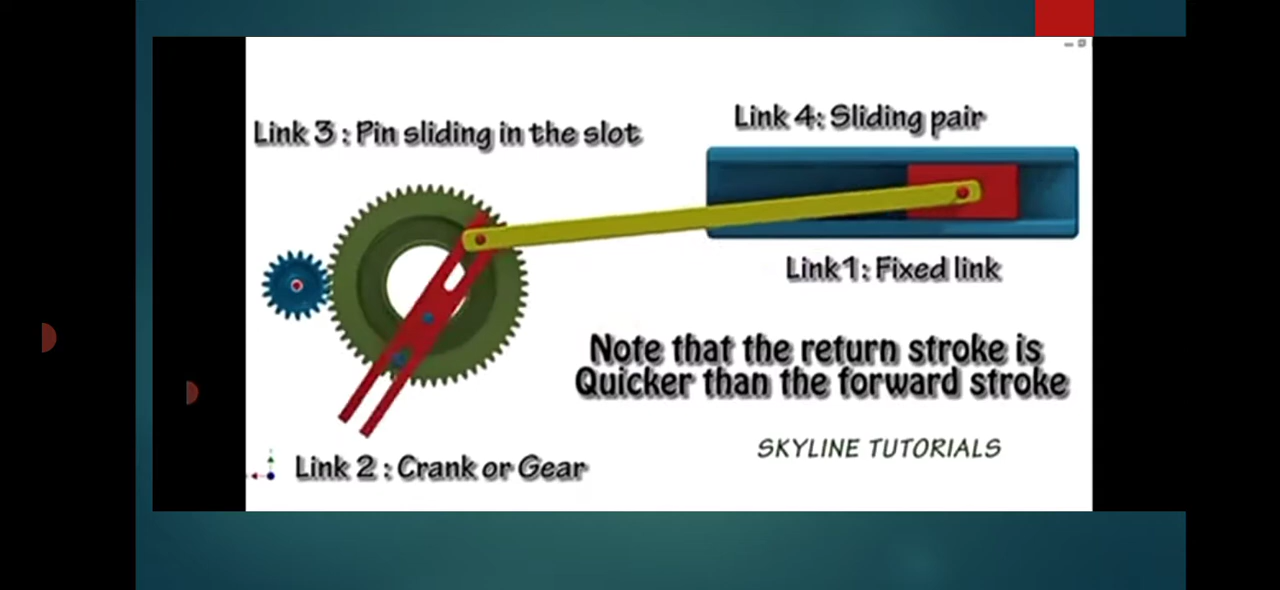 Link 3 : Pin sliding in the slot
Link 4: Sliding pair
Link1: Fixed link
Note that the return stroke is
Quicker than the forward stroke
SKYLINE TUTORIALS
Link 2 : Crank or Gear